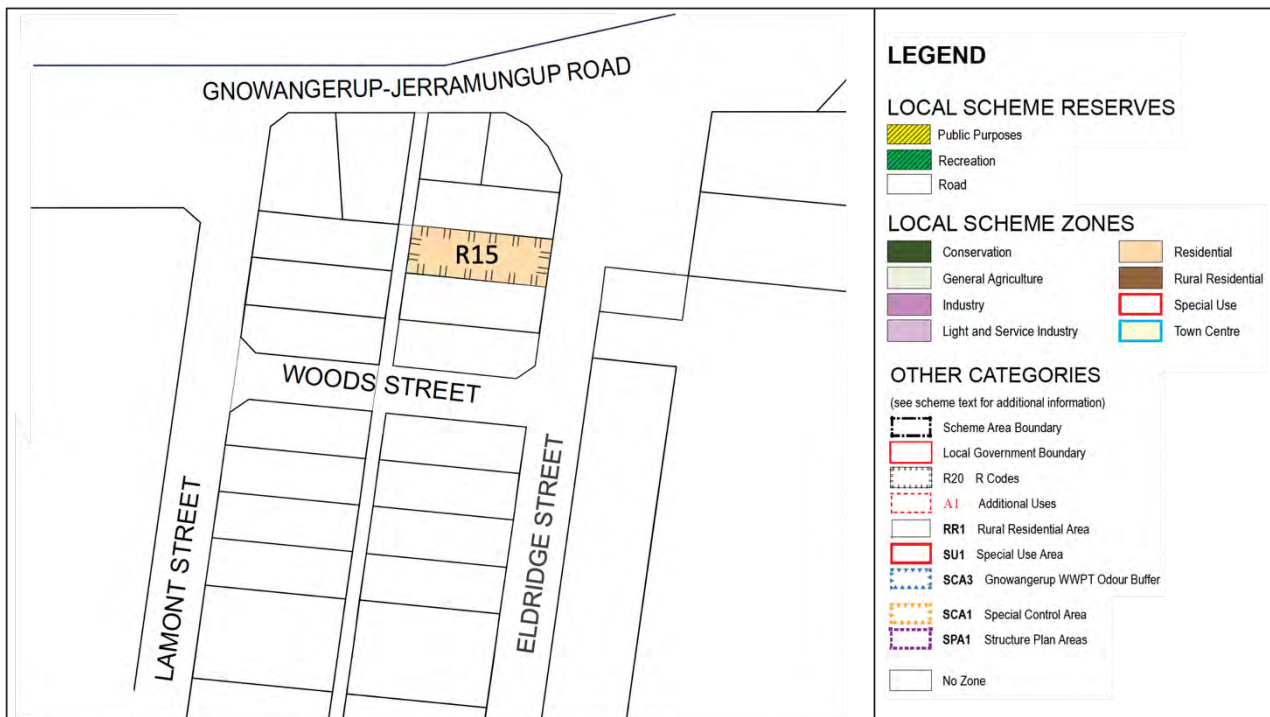 GNOWANGERUP-JERRAMUNGUP ROAD
R15
WOODS STREET
LAMONT STREET
ELDRIDGE STREET
LEGEND
LOCAL SCHEME RESERVES
Public Purposes
Recreation
Road
LOCAL SCHEME ZONES
Conservation
General Agriculture
Industry
Light and Service Industry
Residential
Rural Residential
Special Use
Town Centre
OTHER CATEGORIES
(see scheme text for additional information)
Scheme Area Boundary
Local Government Boundary
R20 R Codes
A1 Additional Uses
RR1 Rural Residential Area
SU1 Special Use Area
SCA3 Gnowangerup WWPT Odour Buffer
SCA1 Special Control Area
SPA1 Structure Plan Areas
No Zone